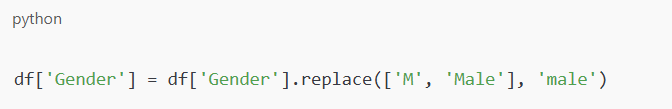 python
df['Gender'] = df['Gender'].replace(['M', 'Male'], 'male')